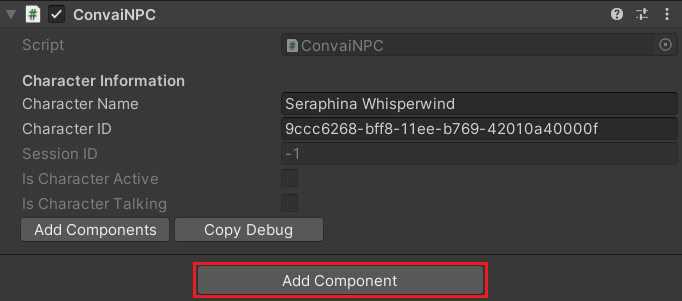 ConvaiNPC
Script ConvaiNPC
Character Information
Character Name Seraphina Whisperwind
Character ID 9ccc6268-bff8-11ee-b769-42010a40000f
Session ID -1
Is Character Active
Is Character Talking
Add Components Copy Debug
Add Component